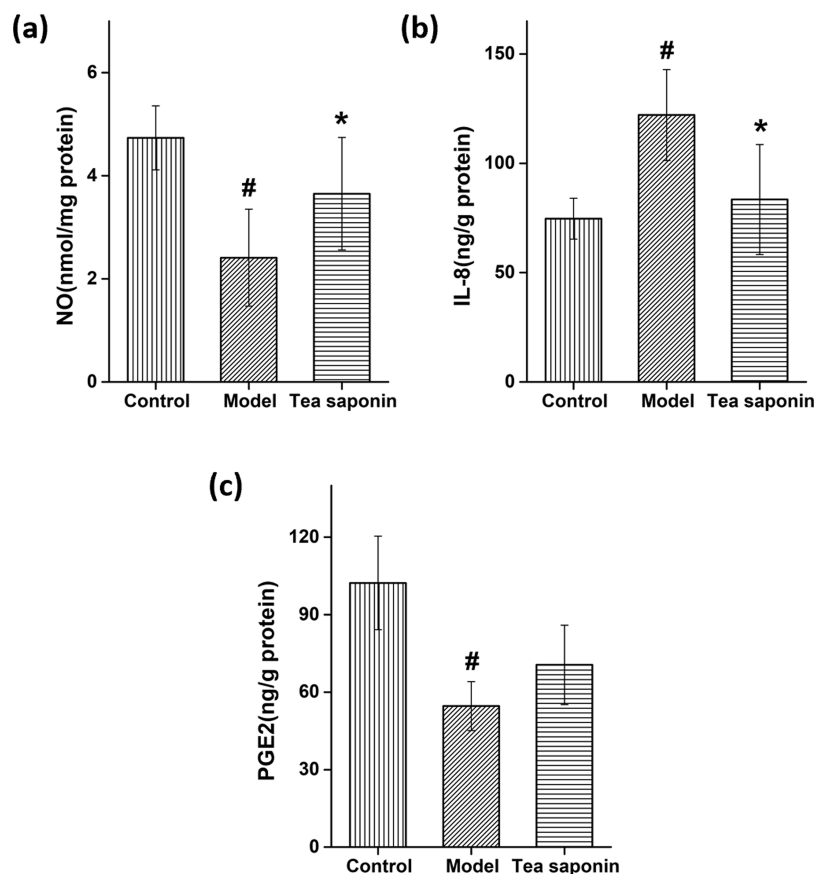 (a)
NO(nmol/mg protein)
6
4
2
0
#
*
Control Model Tea saponin
(b)
IL-8(ng/g protein)
150
100
50
0
#
*
Control Model Tea saponin
(c)
PGE2(ng/g protein)
120
90
60
30
0
#
Control Model Tea saponin